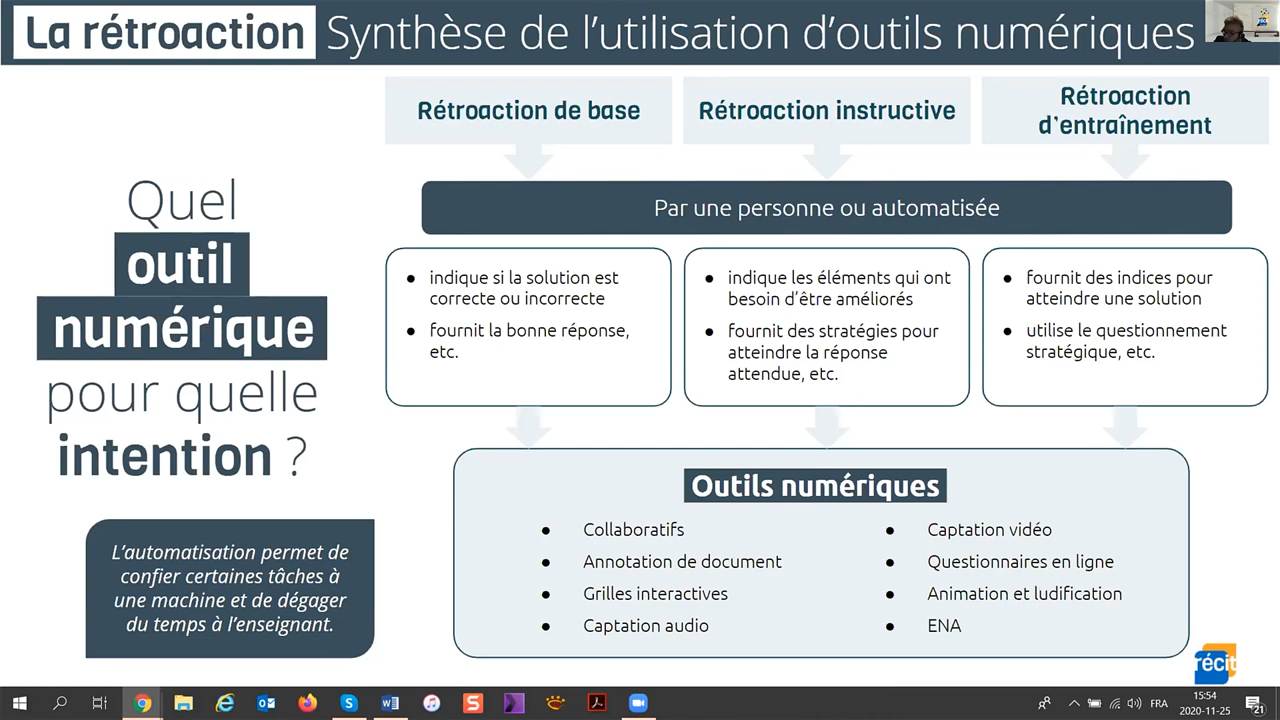 La rétroaction Synthèse de l'utilisation d'outils numériques
Rétroaction de base
Rétroaction instructive
Rétroaction
d'entraînement
Quel
outil
numérique
pour quelle
intention ?
L'automatisation permet de
confier certaines tâches à
une machine et de dégager
du temps à l'enseignant.
Par une personne ou automatisée
● indique si la solution est
correcte ou incorrecte
● fournit la bonne réponse,
etc.
● indique les éléments qui ont
besoin d'être améliorés
● fournit des stratégies pour
atteindre la réponse
attendue, etc.
● fournit des indices pour
atteindre une solution
● utilise le questionnement
stratégique, etc.
Outils numériques
● Collaboratifs
● Annotation de document
● Grilles interactives
● Captation audio
● Captation vidéo
● Questionnaires en ligne
● Animation et ludification
● ENA
récit
FRA
15:54
2020-11-25
21